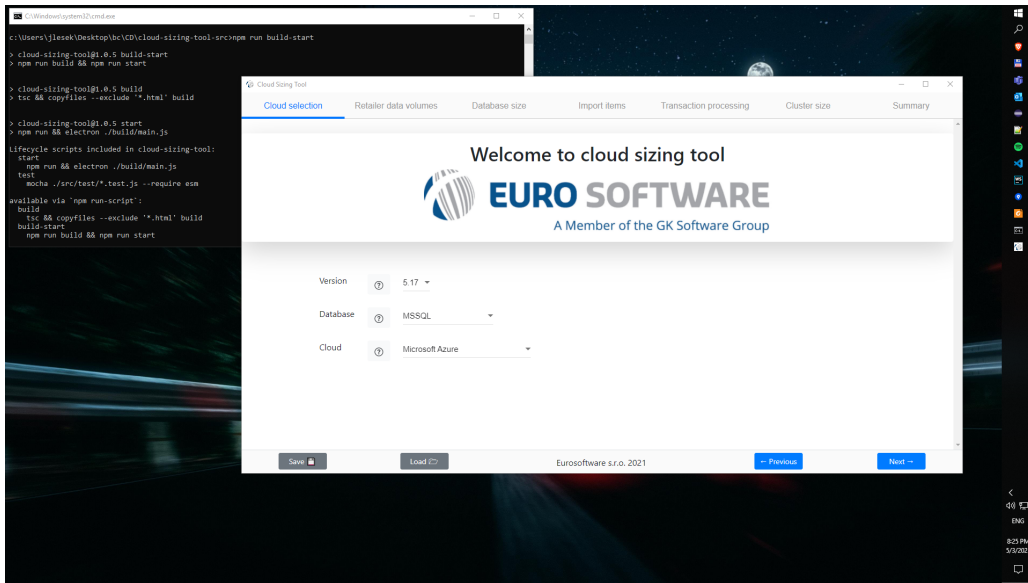 C:\Windows\system32\cmd.exe
c:\Users\jlesek\Desktop\bc\CD\cloud-sizing-tool-src>npm run build-start
> cloud-sizing-tool@1.0.5 build-start
> npm run build && npm run start
> cloud-sizing-tool@1.0.5 build
> tsc && copyfiles --exclude '*.html' build
> cloud-sizing-tool@1.0.5 start
> npm run && electron ./build/main.js
Lifecycle scripts included in cloud-sizing-tool:
start
npm run && electron ./build/main.js
test
mocha ./src/test/*.test.js --require esm
available via `npm run-script`:
build
tsc && copyfiles --exclude '*.html' build
build-start
npm run build && npm run start
Cloud Sizing Tool
Cloud selection Retailer data volumes Database size Import items Transaction processing Cluster size Summary
Welcome to cloud sizing tool
EURO SOFTWARE
A Member of the GK Software Group
Version ? 5.17
Database ? MSSQL
Cloud ? Microsoft Azure
Save Load Eurosoftware s.r.o. 2021 ← Previous Next →
ENG
8:25 PM
5/3/202